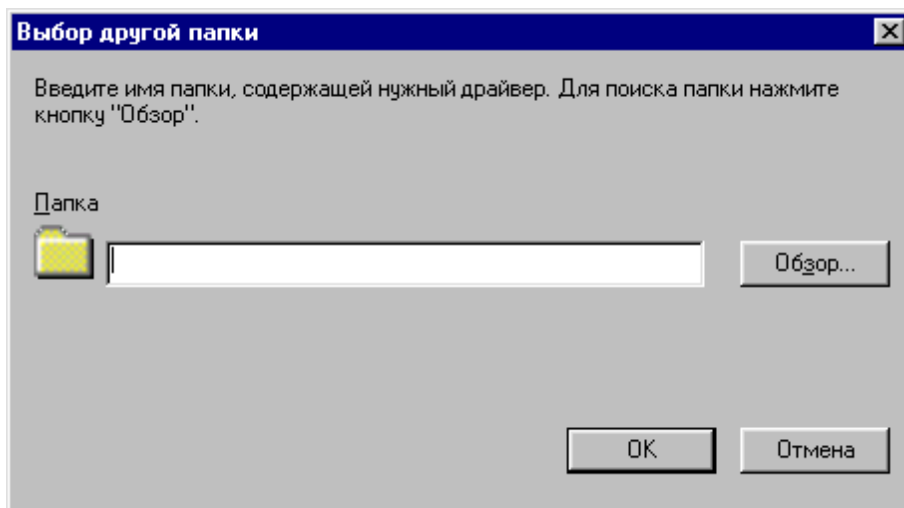 Выбор другой папки
Введите имя папки, содержащей нужный драйвер. Для поиска папки нажмите
кнопку "Обзор".
Папка
Обзор...
OK
Отмена